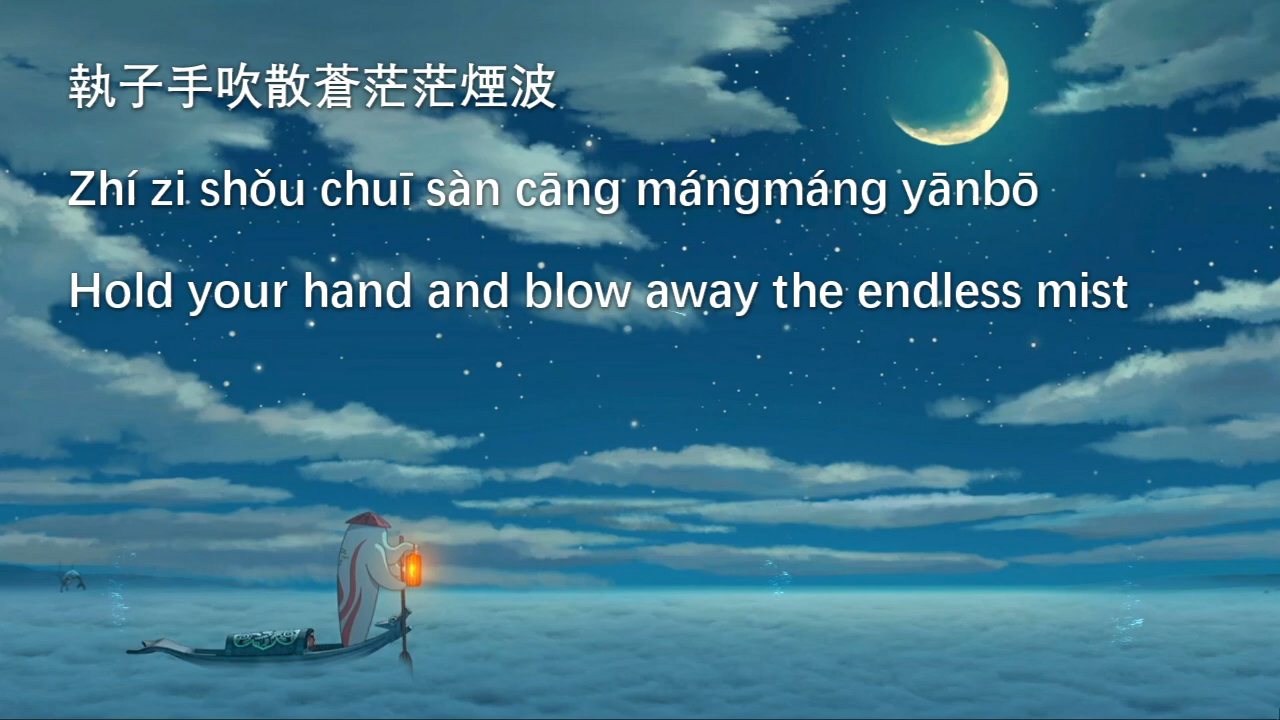 執子手吹散蒼茫茫煙波
Zhí zi shǒu chuī sàn cāng mángmáng yānbō
Hold your hand and blow away the endless mist